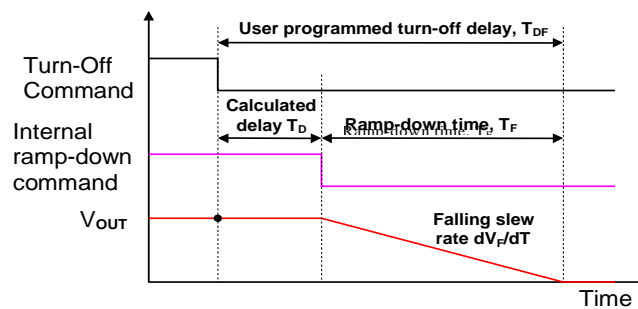 User programmed turn-off delay, TDF
Turn-Off
Command
Calculated
delay TD
Ramp-down time, TF
Internal
ramp-down
command
VOUT
Falling slew
rate dVF/dT
Time